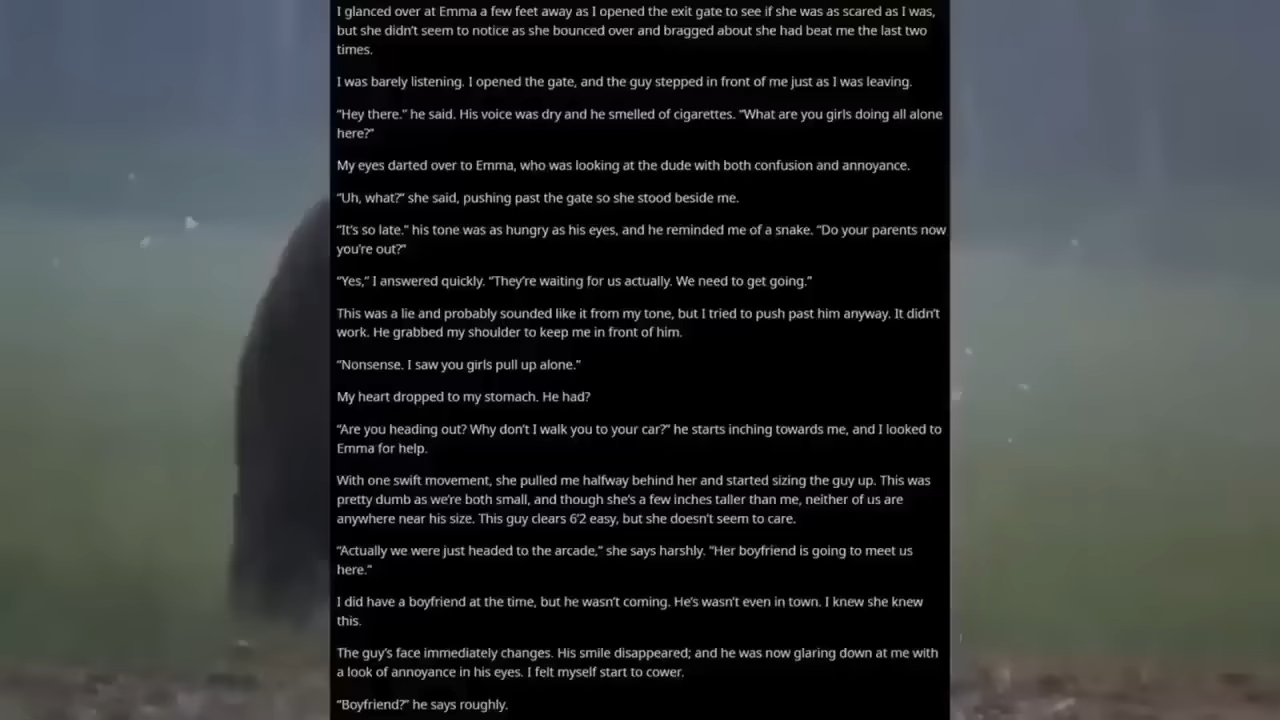 I glanced over at Emma a few feet away as I opened the exit gate to see if she was as scared as I was,
but she didn’t seem to notice as she bounced over and bragged about she had beat me the last two
times.
I was barely listening. I opened the gate, and the guy stepped in front of me just as I was leaving.
“Hey there.” he said. His voice was dry and he smelled of cigarettes. “What are you girls doing all alone
here?”
My eyes darted over to Emma, who was looking at the dude with both confusion and annoyance.
“Uh, what?” she said, pushing past the gate so she stood beside me.
“It’s so late.” his tone was as hungry as his eyes, and he reminded me of a snake. “Do your parents now
you’re out?”
“Yes,” I answered quickly. “They’re waiting for us actually. We need to get going.”
This was a lie and probably sounded like it from my tone, but I tried to push past him anyway. It didn’t
work. He grabbed my shoulder to keep me in front of him.
“Nonsense. I saw you girls pull up alone.”
My heart dropped to my stomach. He had?
“Are you heading out? Why don’t I walk you to your car?” he starts inching towards me, and I looked to
Emma for help.
With one swift movement, she pulled me halfway behind her and started sizing the guy up. This was
pretty dumb as we’re both small, and though she’s a few inches taller than me, neither of us are
anywhere near his size. This guy clears 6’2 easy, but she doesn’t seem to care.
“Actually we were just headed to the arcade,” she says harshly. “Her boyfriend is going to meet us
here.”
I did have a boyfriend at the time, but he wasn’t coming. He’s wasn’t even in town. I knew she knew
this.
The guy’s face immediately changes. His smile disappeared; and he was now glaring down at me with
a look of annoyance in his eyes. I felt myself start to cower.
“Boyfriend?” he says roughly.